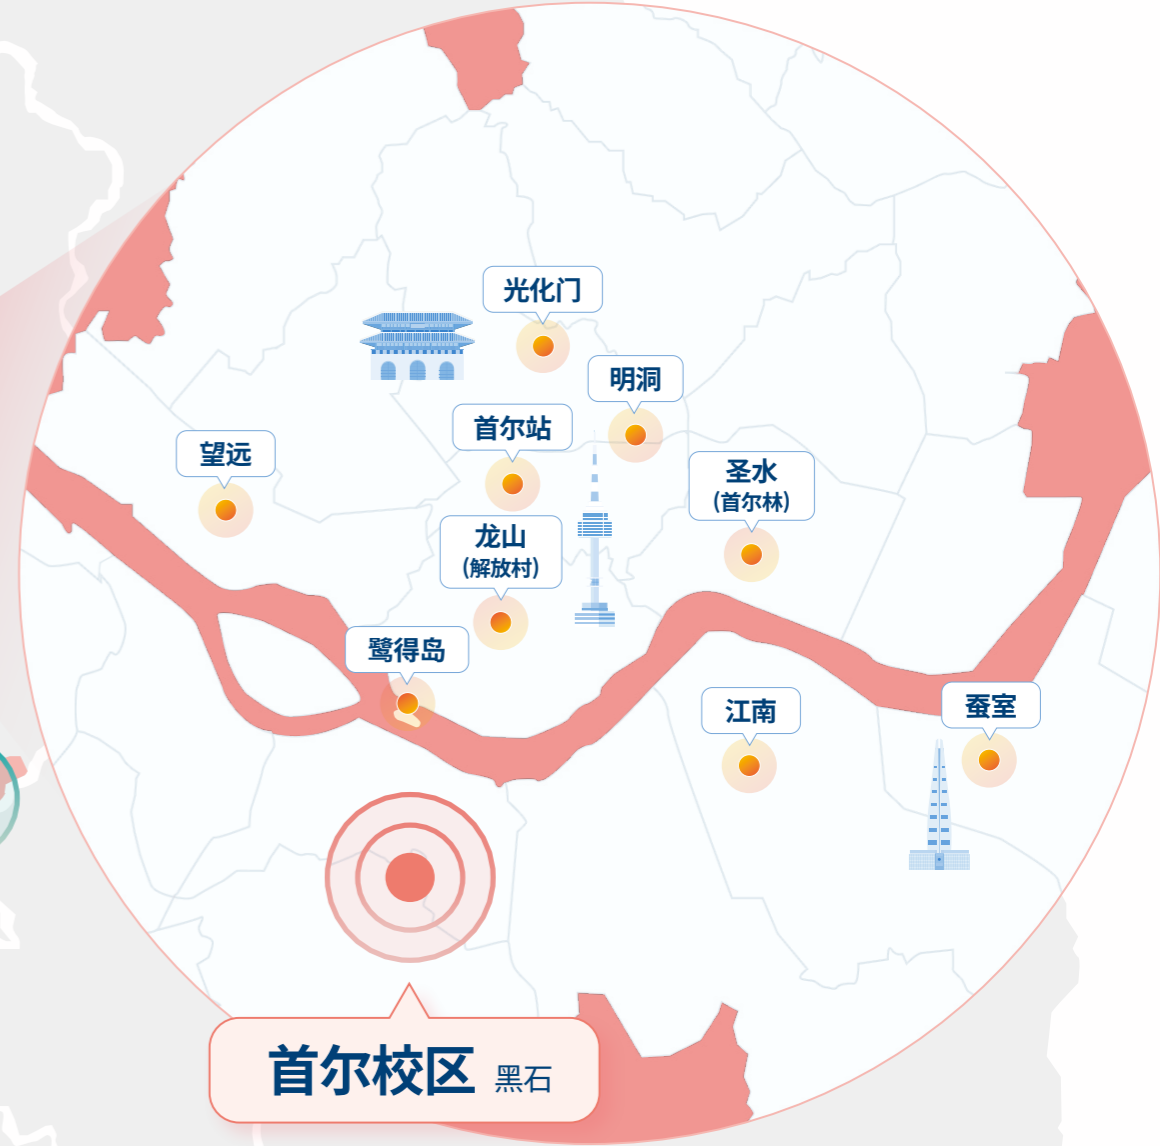 光化门
明洞
首尔站
望远
圣水
(首尔林)
龙山
(解放村)
鹭得岛
江南
蚕室
首尔校区 黑石